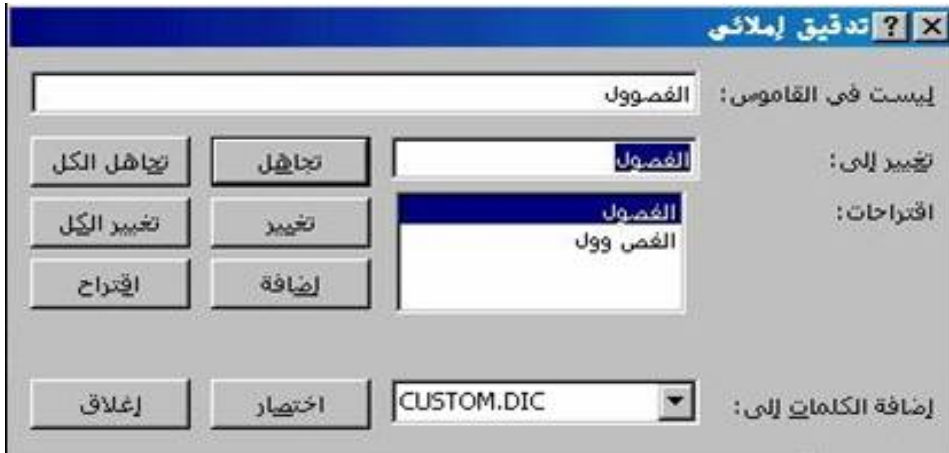 تدقيق إملائي
ليست في القاموس: الفصوول
تغيير إلى: الفصول
تجاهل تجاهل الكل
اقتراحات: الفصول
الفص وول
تغيير تغيير الكل
إضافة اقتراح
إضافة الكلمات إلى: CUSTOM.DIC
اختصار إغلاق